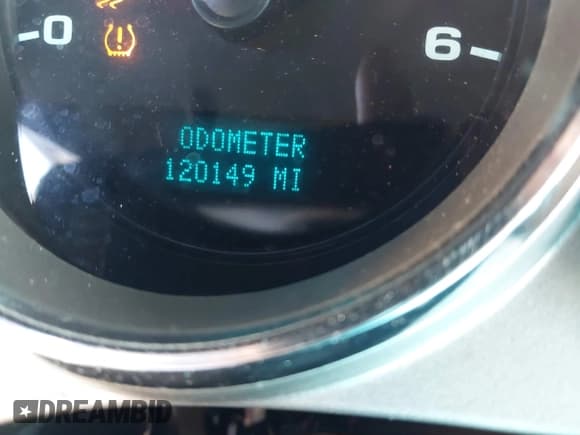 0
6
ODOMETER
120149 MI
DREAMBID